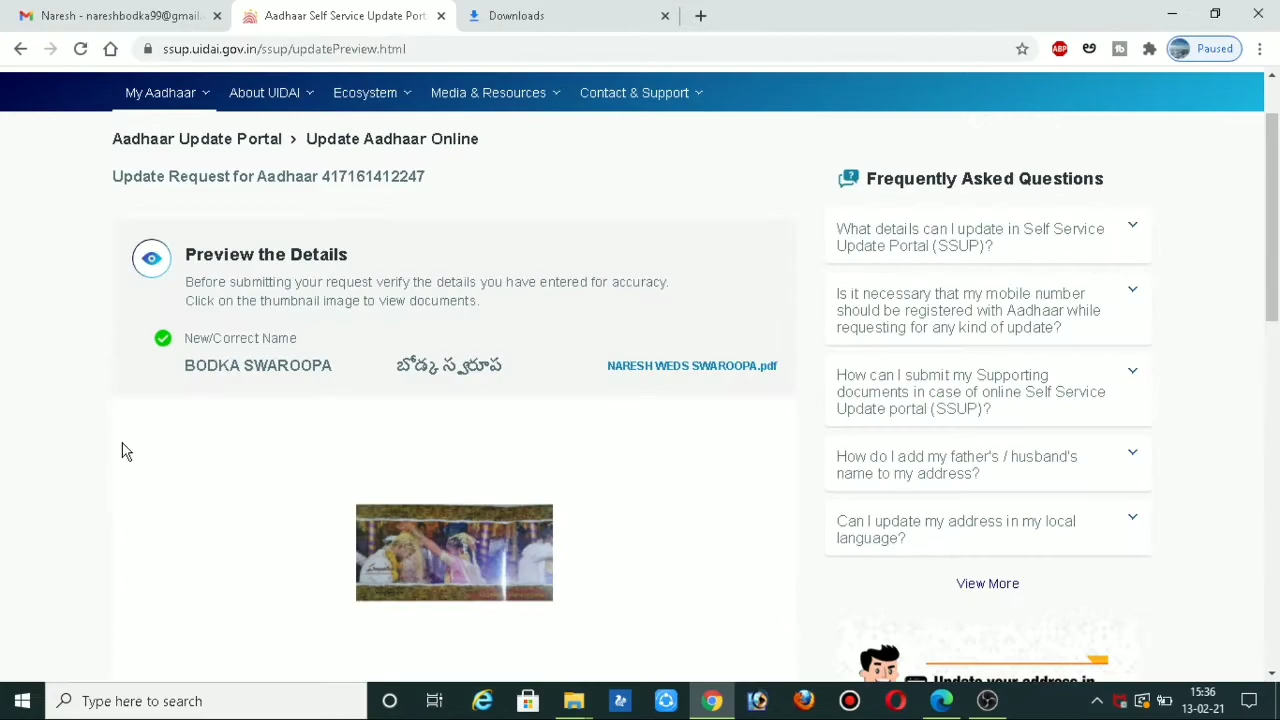 Naresh - nareshbodka99@gmail.
Aadhaar Self Service Update Port
Downloads
ssup.uidai.gov.in/ssup/updatePreview.html
ABP
Paused
My Aadhaar
About UIDAI
Ecosystem
Media & Resources
Contact & Support
Aadhaar Update Portal > Update Aadhaar Online
Update Request for Aadhaar 417161412247
Preview the Details
Before submitting your request verify the details you have entered for accuracy.
Click on the thumbnail image to view documents.
New/Correct Name
BODKA SWAROOPA
బోడ్క స్వరూప
NARESH WEDS SWAROOPA.pdf
Frequently Asked Questions
What details can I update in Self Service
Update Portal (SSUP)?
Is it necessary that my mobile number
should be registered with Aadhaar while
requesting for any kind of update?
How can I submit my Supporting
documents in case of online Self Service
Update portal (SSUP)?
How do I add my father's / husband's
name to my address?
Can I update my address in my local
language?
View More
Update your address in
Type here to search
15:36
13-02-21